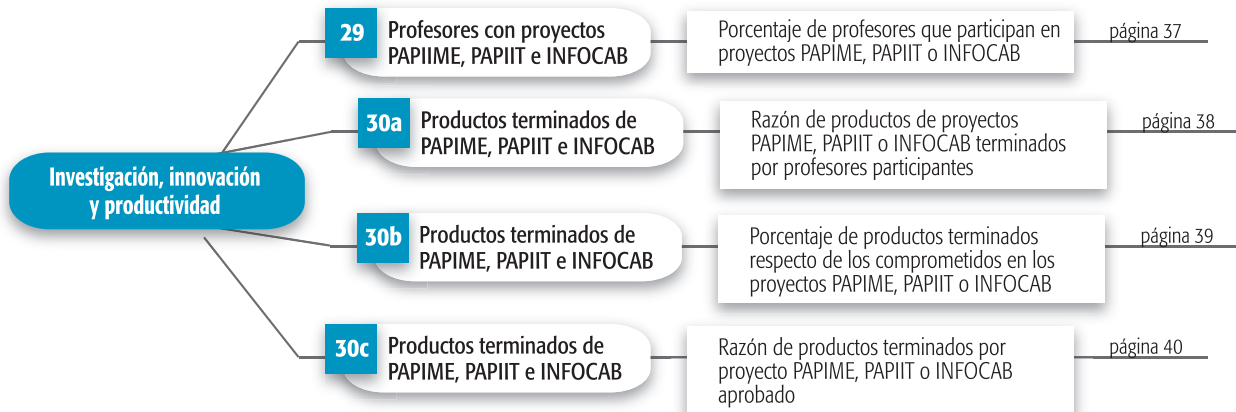 29
Profesores con proyectos
PAPIIME, PAPIIT e INFOCAB
Porcentaje de profesores que participan en
proyectos PAPIME, PAPIIT o INFOCAB
página 37
30a
Productos terminados de
PAPIME, PAPIIT e INFOCAB
Razón de productos de proyectos
PAPIME, PAPIIT o INFOCAB terminados
por profesores participantes
página 38
Investigación, innovación
y productividad
30b
Productos terminados de
PAPIME, PAPIIT e INFOCAB
Porcentaje de productos terminados
respecto de los comprometidos en los
proyectos PAPIME, PAPIIT o INFOCAB
página 39
30c
Productos terminados de
PAPIME, PAPIIT e INFOCAB
Razón de productos terminados por
proyecto PAPIME, PAPIIT o INFOCAB
aprobado
página 40